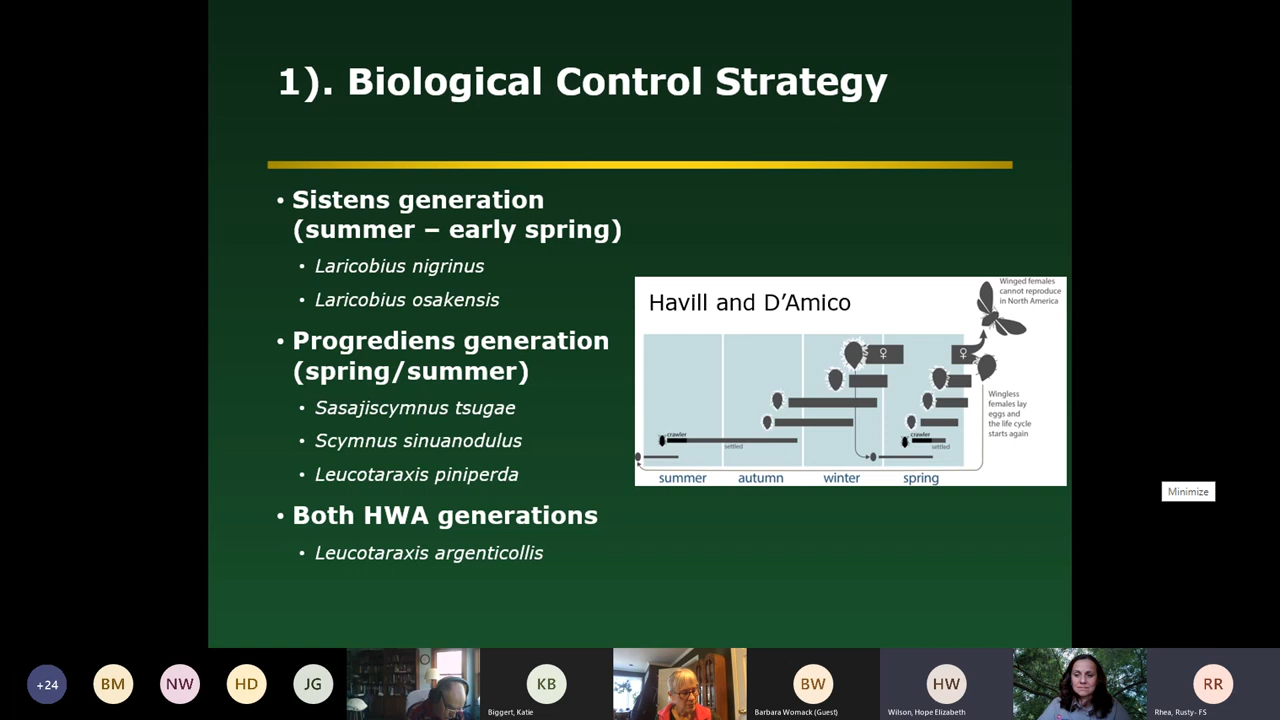 1). Biological Control Strategy
• Sistens generation
(summer – early spring)
• Laricobius nigrinus
• Laricobius osakensis
• Progrediens generation
(spring/summer)
• Sasajiscymnus tsugae
• Scymnus sinuanodulus
• Leucotaraxis piniperda
• Both HWA generations
• Leucotaraxis argenticollis
Havill and D’Amico
Winged females
cannot reproduce
in North America
♀ ♀
Wingless
females lay
eggs and
the life cycle
starts again
crawler
settled
crawler
settled
summer autumn winter spring
Minimize
+24 BM NW HD JG KB BW HW RR
Biggert, Katie
Barbara Womack (Guest)
Wilson, Hope Elizabeth
Rhea, Rusty- FS